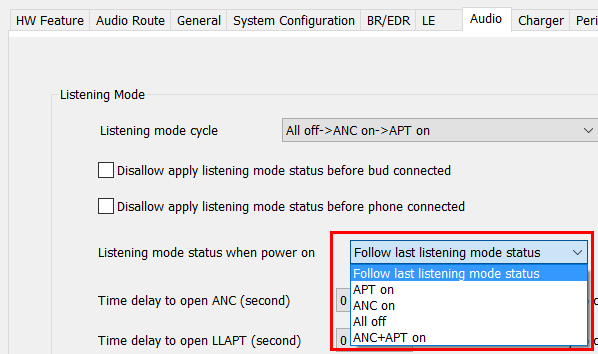 HW Feature Audio Route General System Configuration BR/EDR LE Audio Charger
Listening Mode
Listening mode cycle All off->ANC on->APT on
Disallow apply listening mode status before bud connected
Disallow apply listening mode status before phone connected
Listening mode status when power on Follow last listening mode status
Follow last listening mode status
APT on
Time delay to open ANC (second) 0 ANC on
All off
Time delay to open LLAPT (second) 0 ANC+APT on